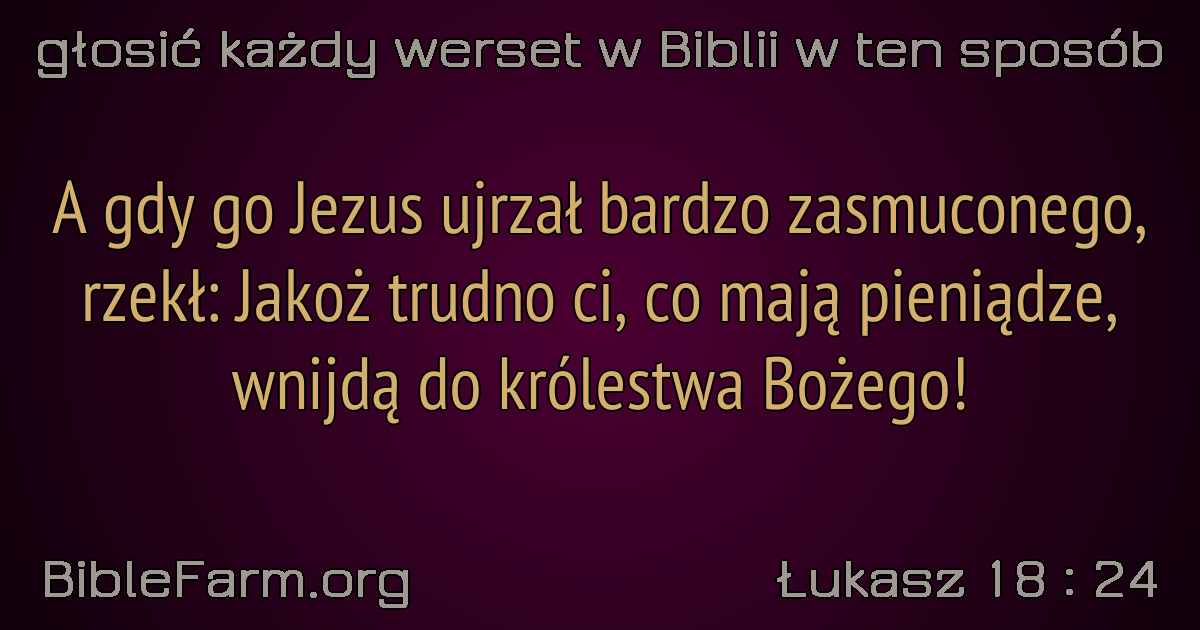 głosić każdy werset w Biblii w ten sposób
A gdy go Jezus ujrzał bardzo zasmuconego,
rzekł: Jakoż trudno ci, co mają pieniądze,
wnijdą do królestwa Bożego!
BibleFarm.org
Łukasz 18 : 24